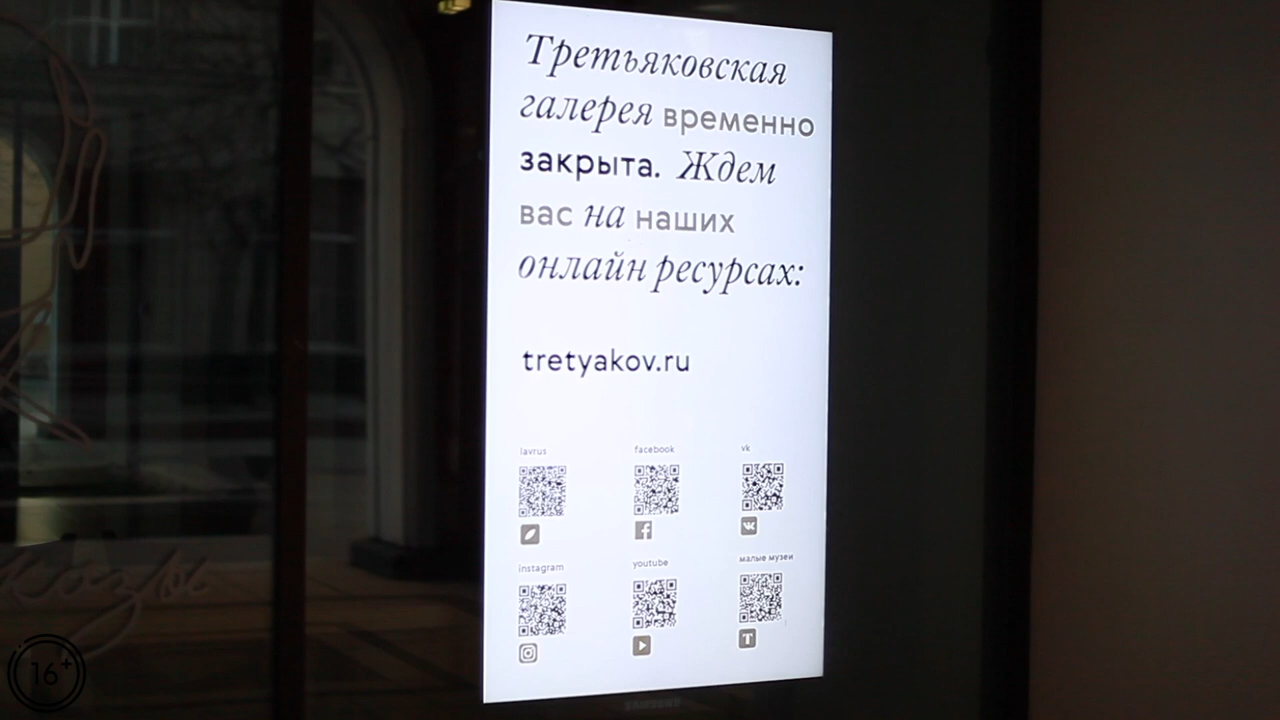 Третьяковская
галерея временно
закрыта. Ждем
вас на наших
онлайн ресурсах:
tretyakov.ru
lavrus facebook vk
instagram youtube малые музеи
SAMSUNG
16+